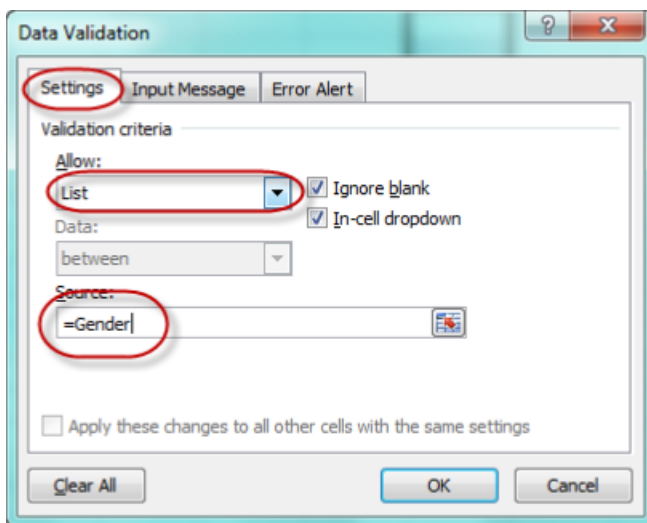 Data Validation
Settings Input Message Error Alert
Validation criteria
Allow:
List
Ignore blank
In-cell dropdown
Data:
between
Source:
=Gender
Apply these changes to all other cells with the same settings
Clear All OK Cancel